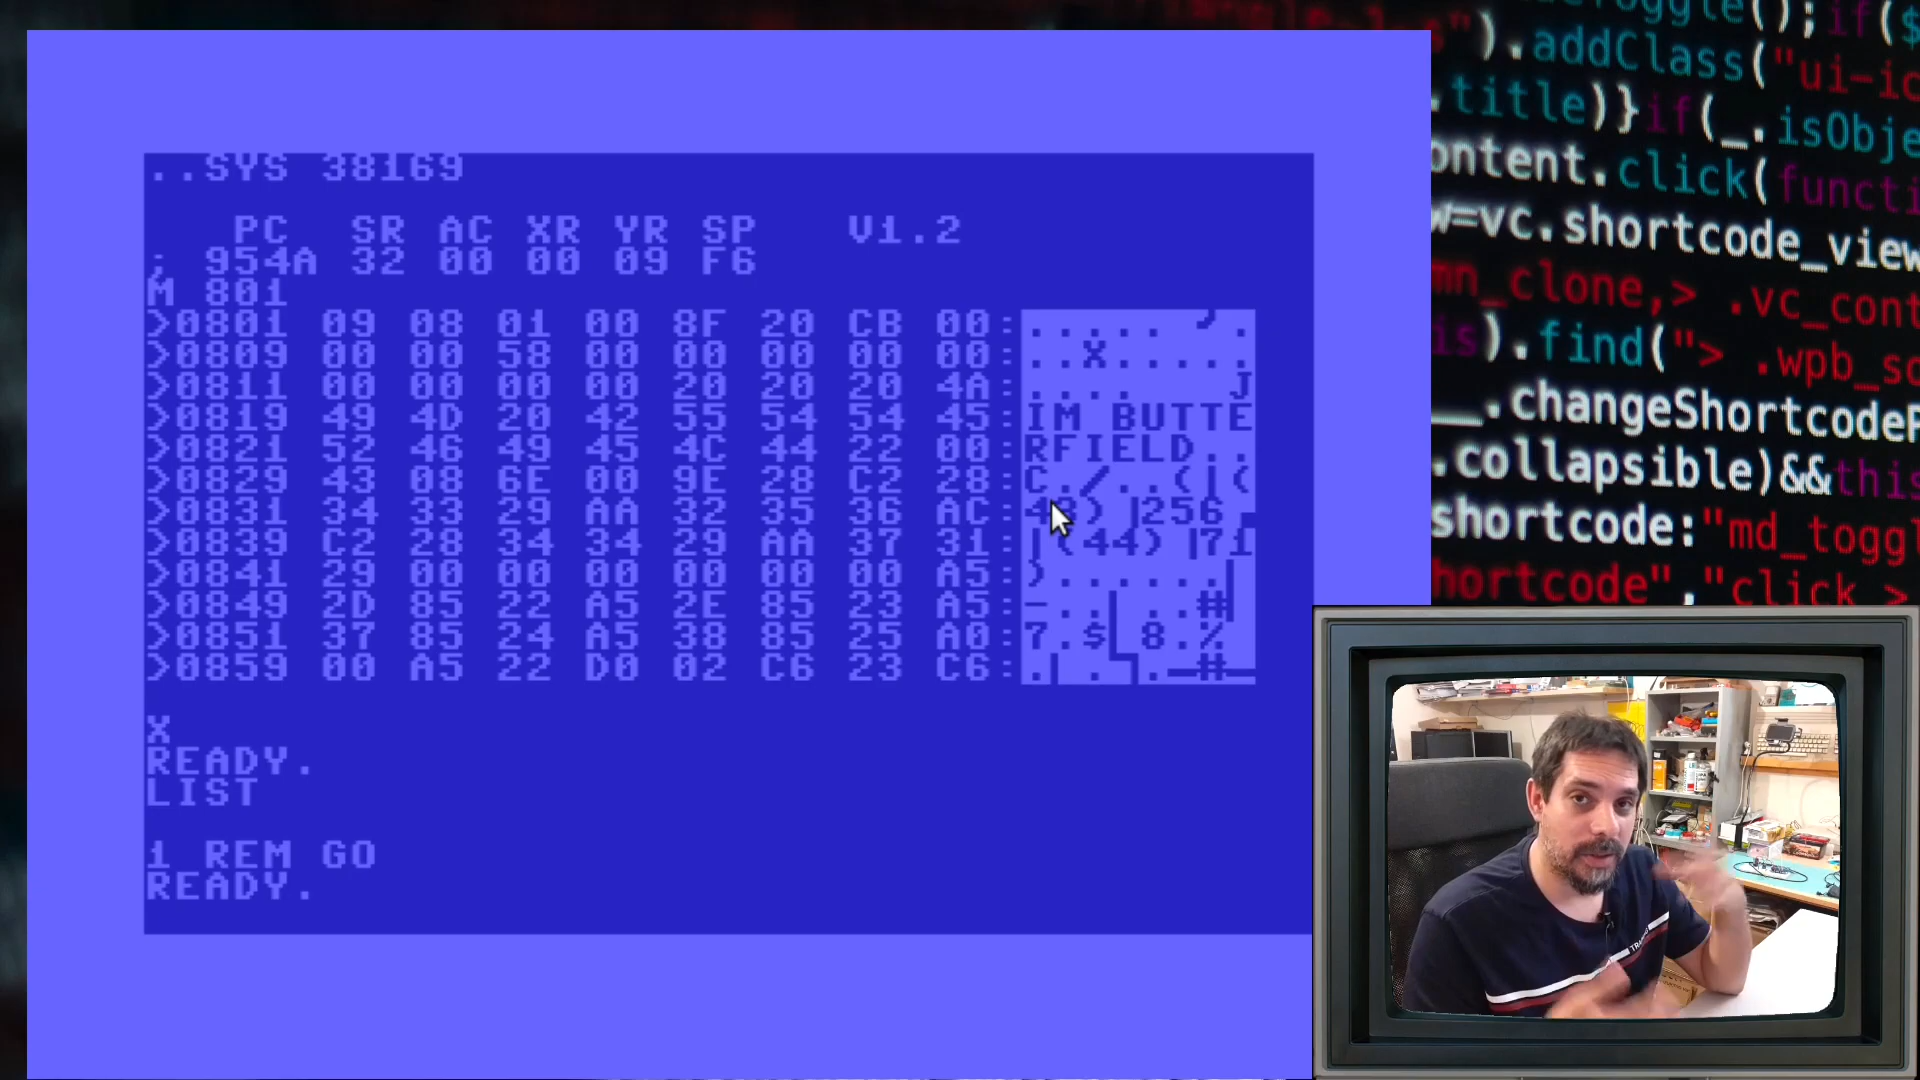 ..SYS 38169
PC SR AC XR YR SP V1.2
; 954A 32 00 00 09 F6
M 801
>0801 09 08 01 00 8F 20 CB 00:..... .
>0809 00 00 58 00 00 00 00 00:..X.....
>0811 00 00 00 00 20 20 20 4A:.... J
>0819 49 4D 20 42 55 54 54 45:IM BUTTE
>0821 52 46 49 45 4C 44 22 00:RFIELD..
>0829 43 08 6E 00 9E 28 C2 28:C./..(|(
>0831 34 33 29 AA 32 35 36 AC:) |256
>0839 C2 28 34 34 29 AA 37 31:|(44) |71
>0841 29 00 00 00 00 00 00 A5:)......|
>0849 2D 85 22 A5 2E 85 23 A5:-..| ..#|
>0851 37 85 24 A5 38 85 25 A0:7.$| 8.%
>0859 00 A5 22 D0 02 C6 23 C6:.| . . #
X
READY.
LIST
1 REM GO
READY.
").addClass("ui-ic
.title)}if(_.isObje
ontent.click(functi
w=vc.shortcode_view
mn_clone,> .vc_cont
is).find("> .wpb_sc
.changeShortcodeP
.collapsible)&&this
shortcode:"md_toggl
hortcode","click >